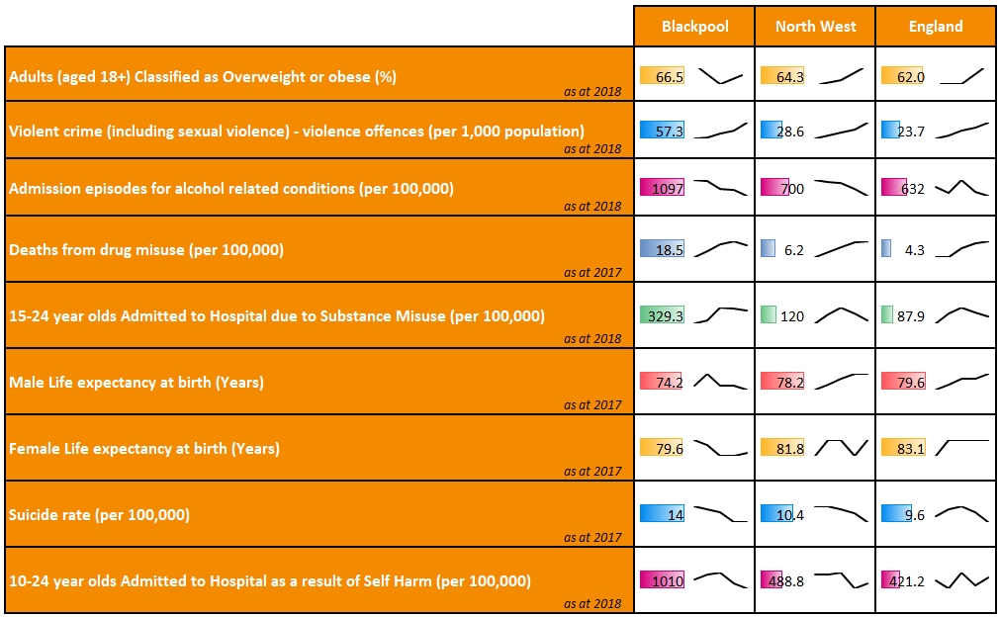 Blackpool North West England
Adults (aged 18+) Classified as Overweight or obese (%) 66.5 64.3 62.0
as at 2018
Violent crime (including sexual violence) - violence offences (per 1,000 population) 57.3 28.6 23.7
as at 2018
Admission episodes for alcohol related conditions (per 100,000) 1097 700 632
as at 2018
Deaths from drug misuse (per 100,000) 18.5 6.2 4.3
as at 2017
15-24 year olds Admitted to Hospital due to Substance Misuse (per 100,000) 329.3 120 87.9
as at 2018
Male Life expectancy at birth (Years) 74.2 78.2 79.6
as at 2017
Female Life expectancy at birth (Years) 79.6 81.8 83.1
as at 2017
Suicide rate (per 100,000) 14 10.4 9.6
as at 2017
10-24 year olds Admitted to Hospital as a result of Self Harm (per 100,000) 1010 488.8 421.2
as at 2018